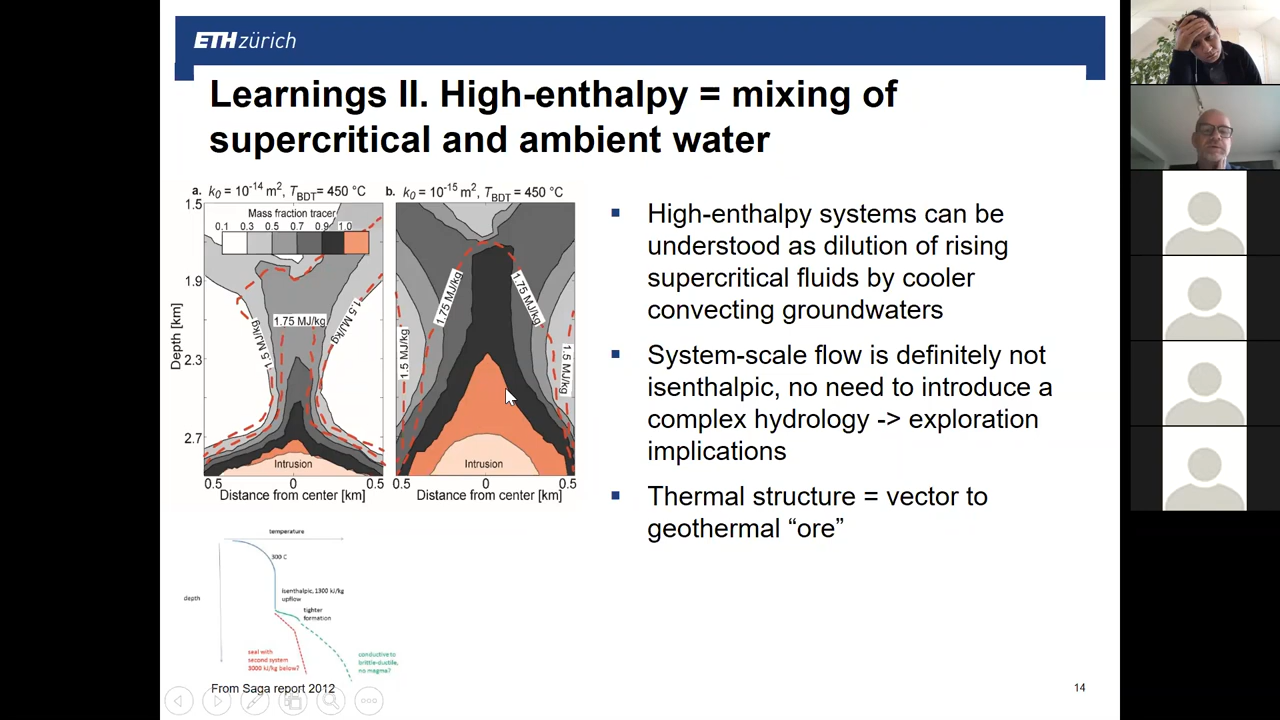 ETH zürich
Learnings II. High-enthalpy = mixing of
supercritical and ambient water
a. k₀ = 10⁻¹⁴ m², T_BDT = 450 °C
b. k₀ = 10⁻¹⁵ m², T_BDT = 450 °C
1.5
1.9
2.3
2.7
Depth [km]
Mass fraction tracer
0.1 0.3 0.5 0.7 0.9 1.0
1.5 MJ/kg
1.75 MJ/kg
1.5 MJ/kg
Intrusion
0.5 0 0.5
Distance from center [km]
1.5 MJ/kg
1.75 MJ/kg
1.75 MJ/kg
1.5 MJ/kg
Intrusion
0.5 0 0.5
Distance from center [km]
High-enthalpy systems can be
understood as dilution of rising
supercritical fluids by cooler
convecting groundwaters
System-scale flow is definitely not
isenthalpic, no need to introduce a
complex hydrology -> exploration
implications
Thermal structure = vector to
geothermal “ore”
temperature
300 C
isenthalpic, 1300 kJ/kg
upflow
depth
tighter
formation
seal with
second system
3000 kJ/kg below?
conductive to
brittle-ductile,
no magma?
From Saga report 2012
14